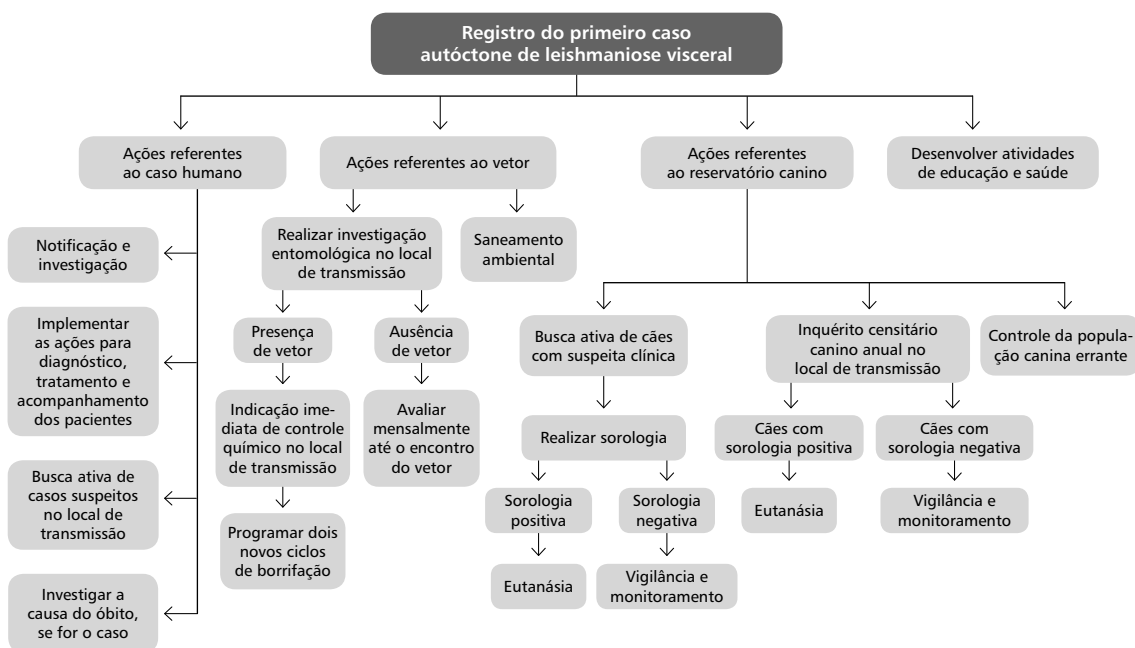 Registro do primeiro caso
autóctone de leishmaniose visceral
Ações referentes
ao caso humano
Ações referentes ao vetor
Ações referentes
ao reservatório canino
Desenvolver atividades
de educação e saúde
Notificação e
investigação
Implementar
as ações para
diagnóstico,
tratamento e
acompanhamento
dos pacientes
Busca ativa de
casos suspeitos
no local de
transmissão
Investigar a
causa do óbito,
se for o caso
Realizar investigação
entomológica no local
de transmissão
Saneamento
ambiental
Presença
de vetor
Ausência
de vetor
Indicação ime-
diata de controle
químico no local
de transmissão
Avaliar
mensalmente
até o encontro
do vetor
Programar dois
novos ciclos
de borrifação
Busca ativa de cães
com suspeita clínica
Inquérito censitário
canino anual no
local de transmissão
Controle da popula-
ção canina errante
Realizar sorologia
Cães com
sorologia positiva
Cães com
sorologia negativa
Sorologia
positiva
Sorologia
negativa
Eutanásia
Vigilância e
monitoramento
Eutanásia
Vigilância e
monitoramento